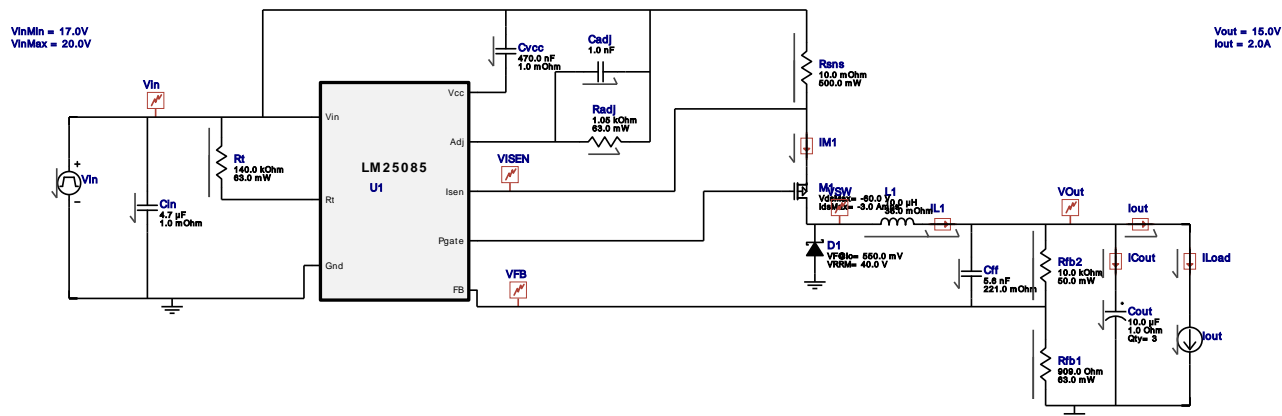 VinMin = 17.0V
VinMax = 20.0V
Vout = 15.0V
Iout = 2.0A
Cvcc
470.0 nF
1.0 mOhm
Cadj
1.0 nF
Rsns
10.0 mOhm
500.0 mW
Vin
Vcc
Radj
1.05 kOhm
63.0 mW
Vin
Adj
IM1
Rt
140.0 kOhm
63.0 mW
LM25085
U1
VISEN
Vin
+
−
Rt
Isen
M1
VSW
L1
36.0 mOhm
IL1
VOut
Iout
Cin
4.7 µF
1.0 mOhm
Pgate
D1
550.0 mV
VRRM= 40.0 V
Gnd
VFB
FB
Cff
221.0 mOhm
Rfb2
10.0 kOhm
50.0 mW
ICout
ILoad
Cout
10.0 µF
1.0 Ohm
Qty= 3
Iout
Rfb1
909.0 Ohm
63.0 mW